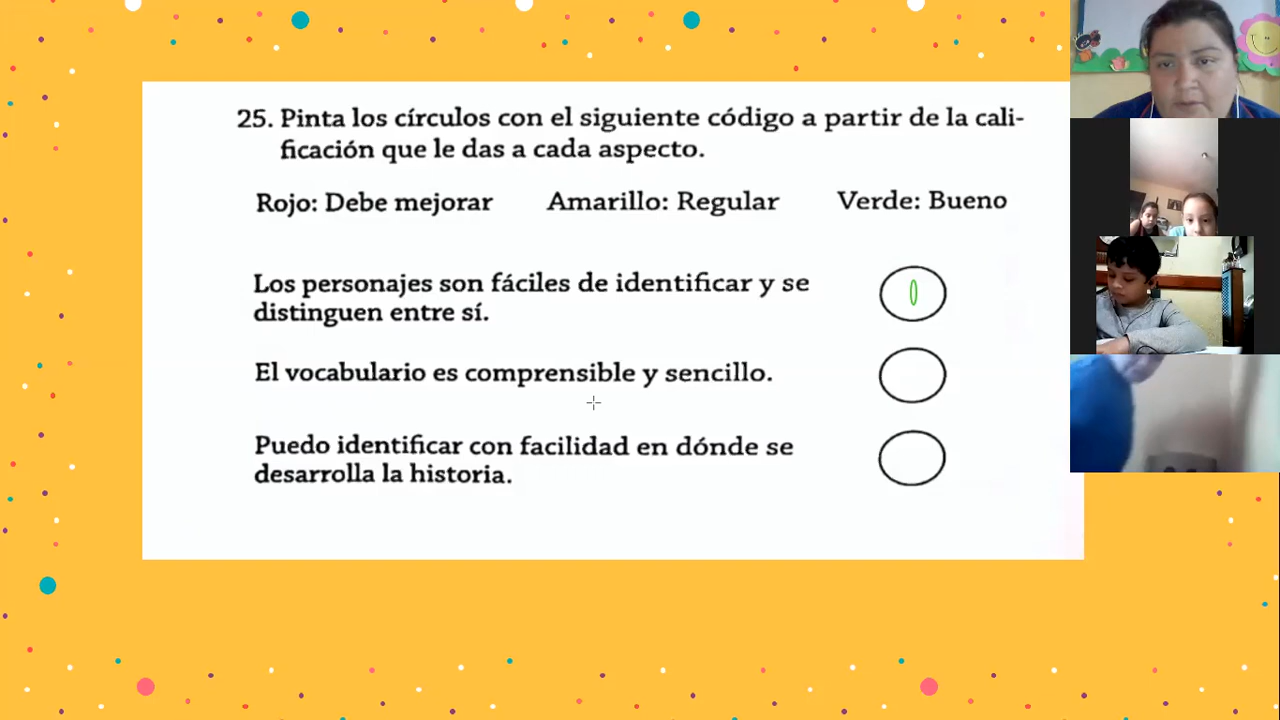 25. Pinta los círculos con el siguiente código a partir de la cali-
ficación que le das a cada aspecto.
Rojo: Debe mejorar Amarillo: Regular Verde: Bueno
Los personajes son fáciles de identificar y se
distinguen entre sí.
El vocabulario es comprensible y sencillo.
Puedo identificar con facilidad en dónde se
desarrolla la historia.